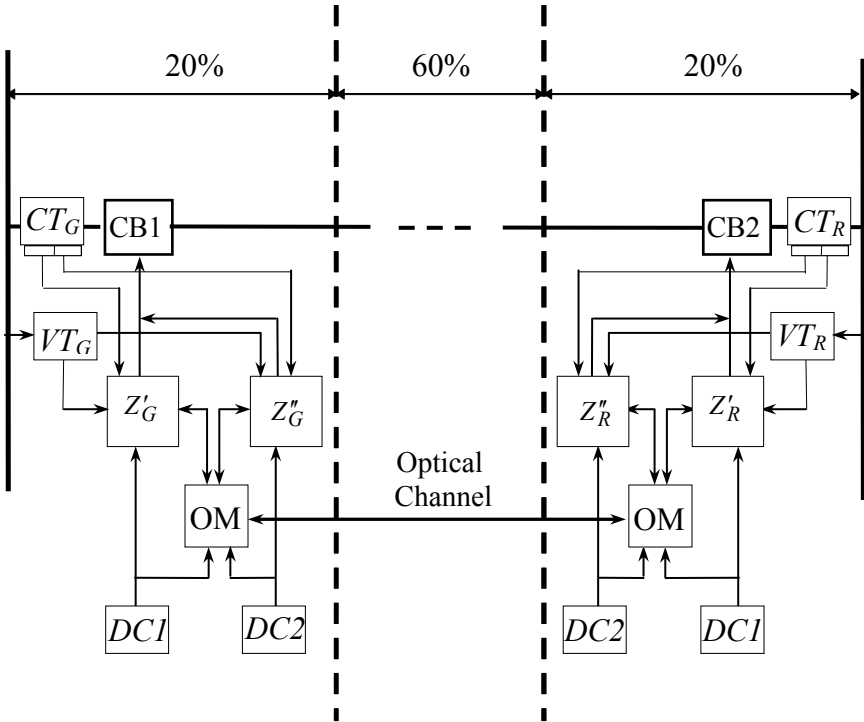 20% 60% 20%
CT_G CB1 CB2 CT_R
VT_G VT_R
Z'_G Z''_G Z''_R Z'_R
Optical
Channel
OM OM
DC1 DC2 DC2 DC1